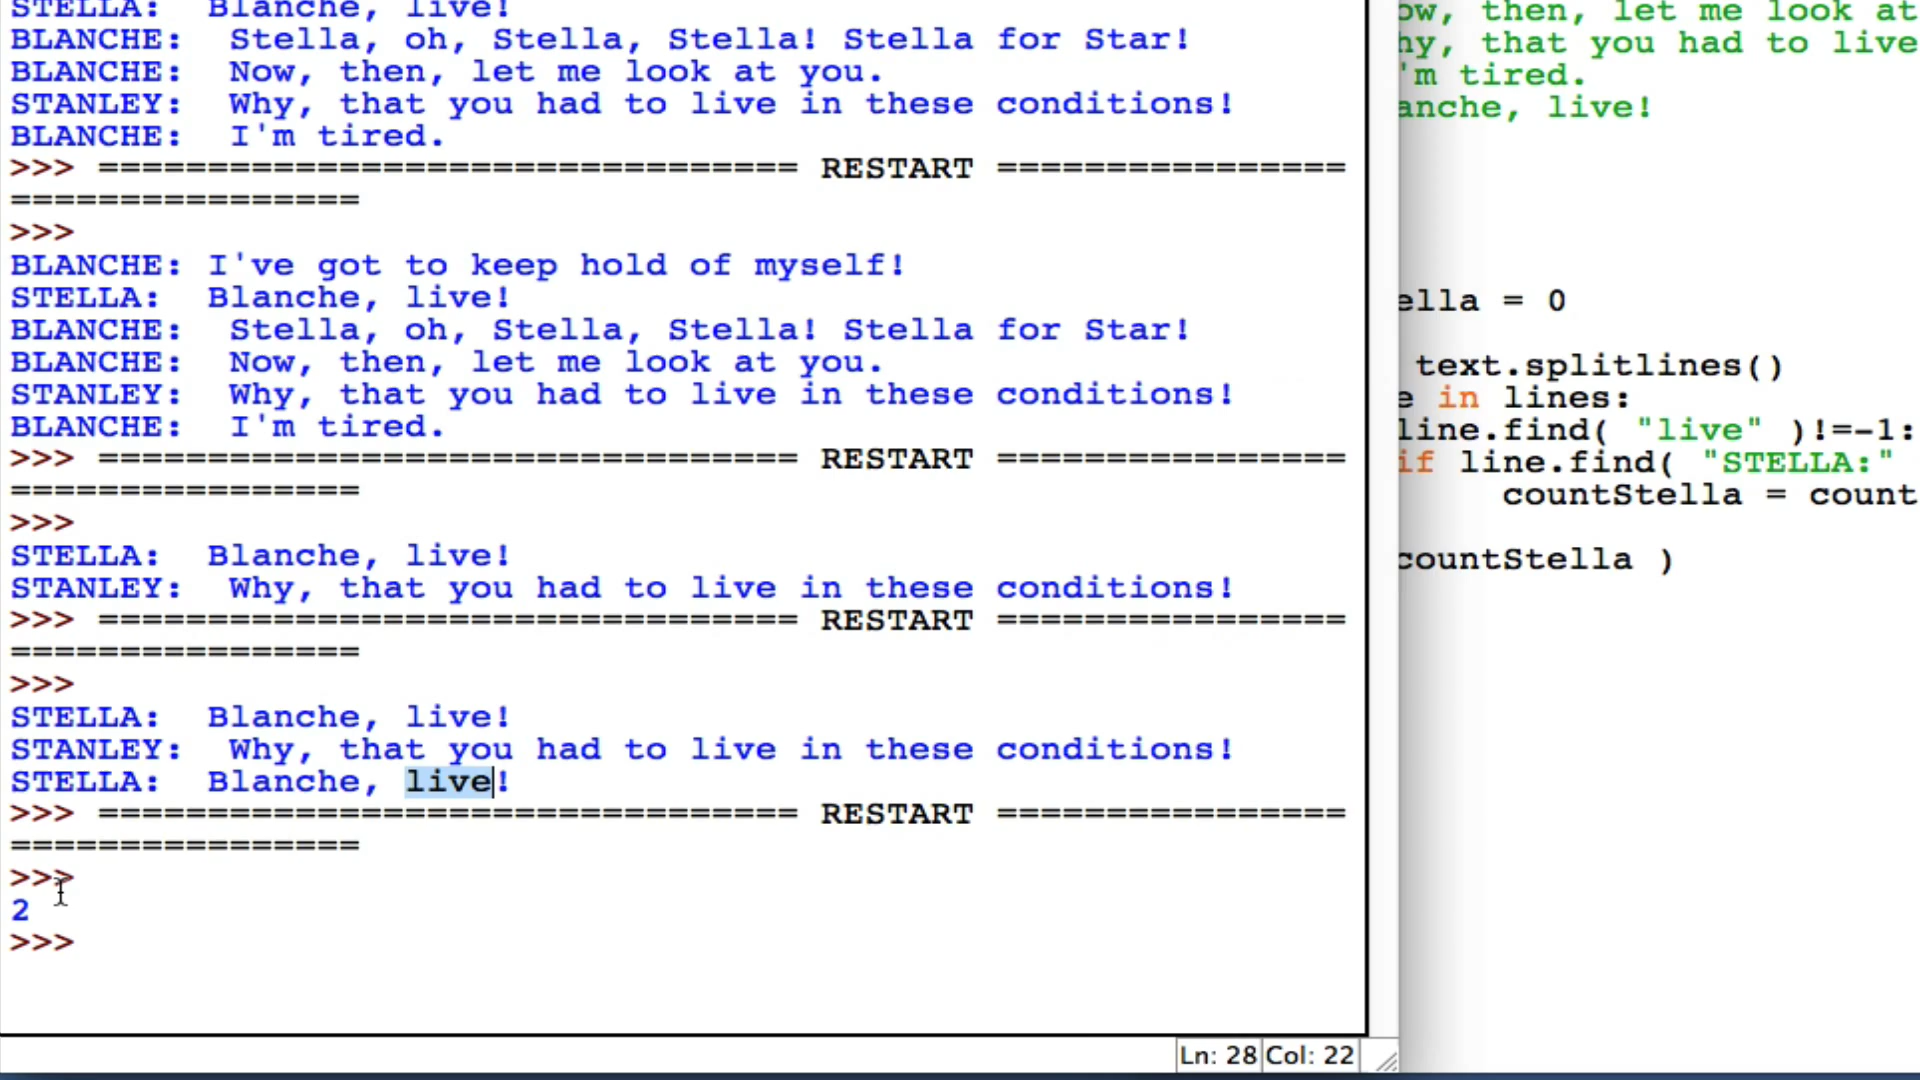 STELLA:  Blanche, live!
BLANCHE:  Stella, oh, Stella, Stella! Stella for Star!
BLANCHE:  Now, then, let me look at you.
STANLEY:  Why, that you had to live in these conditions!
BLANCHE:  I'm tired.
>>> ================================ RESTART ================
================
>>>
BLANCHE: I've got to keep hold of myself!
STELLA:  Blanche, live!
BLANCHE:  Stella, oh, Stella, Stella! Stella for Star!
BLANCHE:  Now, then, let me look at you.
STANLEY:  Why, that you had to live in these conditions!
BLANCHE:  I'm tired.
>>> ================================ RESTART ================
================
>>>
STELLA:  Blanche, live!
STANLEY:  Why, that you had to live in these conditions!
>>> ================================ RESTART ================
================
>>>
STELLA:  Blanche, live!
STANLEY:  Why, that you had to live in these conditions!
STELLA:  Blanche, live!
>>> ================================ RESTART ================
================
>>>
2
>>>
Ln: 28 Col: 22
ow, then, let me look at
hy, that you had to live
'm tired.
anche, live!
ella = 0
text.splitlines()
e in lines:
line.find( "live" )!=-1:
if line.find( "STELLA:"
countStella = count
countStella )